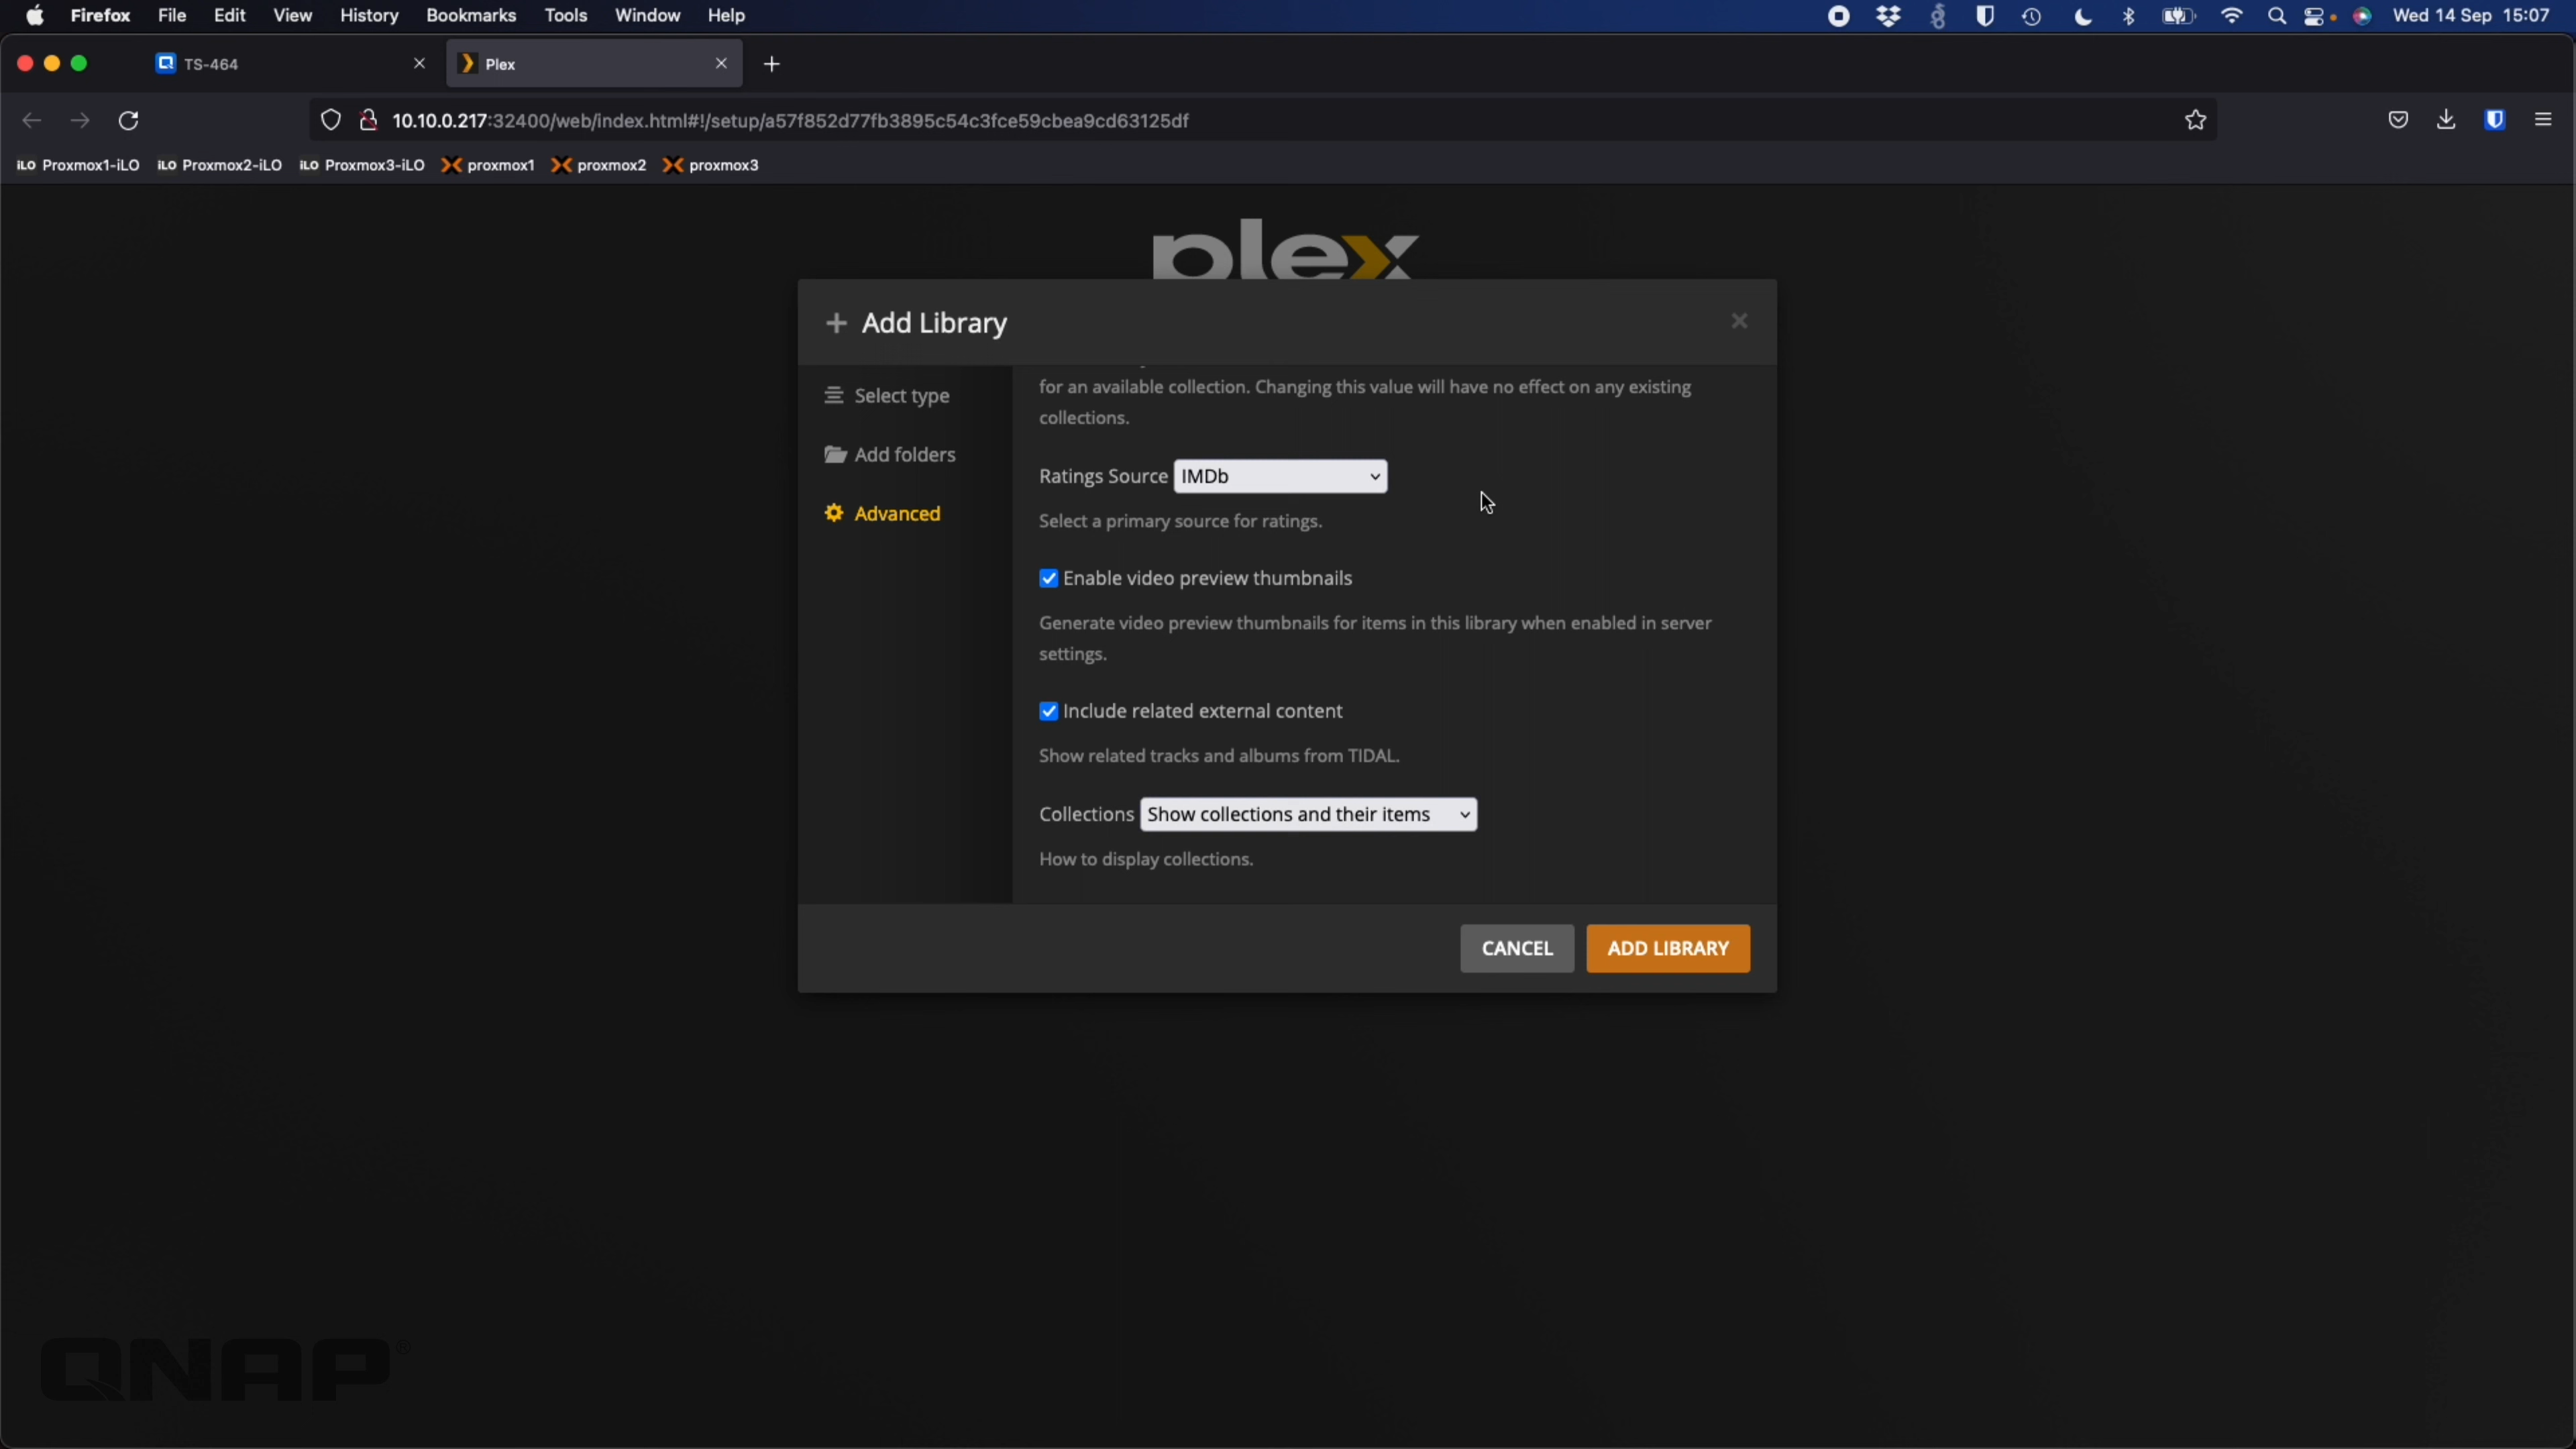 Firefox File Edit View History Bookmarks Tools Window Help Wed 14 Sep 15:07
TS-464 Plex
10.10.0.217:32400/web/index.html#!/setup/a57f852d77fb3895c54c3fce59cbea9cd63125df
iLO Proxmox1-iLO iLO Proxmox2-iLO iLO Proxmox3-iLO proxmox1 proxmox2 proxmox3
plex
Add Library
Select type
Add folders
Advanced
for an available collection. Changing this value will have no effect on any existing
collections.
Ratings Source IMDb
Select a primary source for ratings.
Enable video preview thumbnails
Generate video preview thumbnails for items in this library when enabled in server
settings.
Include related external content
Show related tracks and albums from TIDAL.
Collections Show collections and their items
How to display collections.
CANCEL ADD LIBRARY
QNAP®